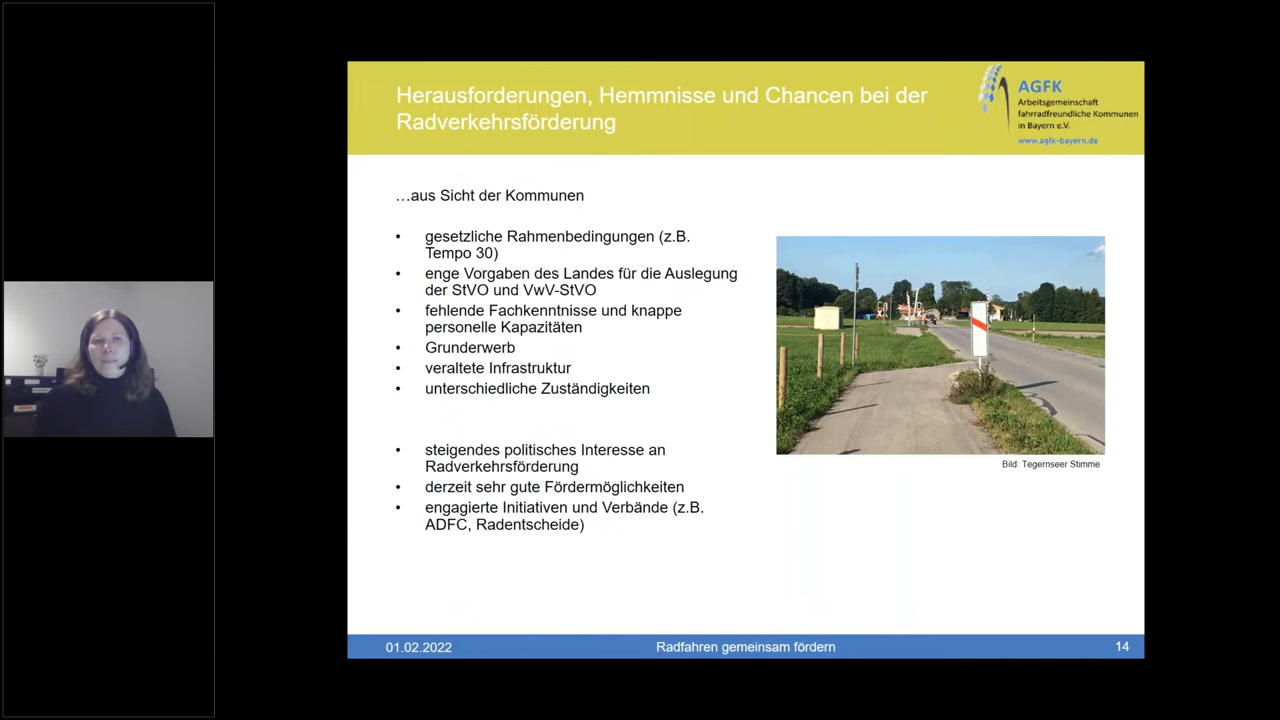 Herausforderungen, Hemmnisse und Chancen bei der
Radverkehrsförderung
AGFK
Arbeitsgemeinschaft
fahrradfreundliche Kommunen
in Bayern e.V.
www.agfk-bayern.de
…aus Sicht der Kommunen
• gesetzliche Rahmenbedingungen (z.B.
Tempo 30)
• enge Vorgaben des Landes für die Auslegung
der StVO und VwV-StVO
• fehlende Fachkenntnisse und knappe
personelle Kapazitäten
• Grunderwerb
• veraltete Infrastruktur
• unterschiedliche Zuständigkeiten
• steigendes politisches Interesse an
Radverkehrsförderung
• derzeit sehr gute Fördermöglichkeiten
• engagierte Initiativen und Verbände (z.B.
ADFC, Radentscheide)
Bild: Tegernseer Stimme
01.02.2022
Radfahren gemeinsam fördern
14